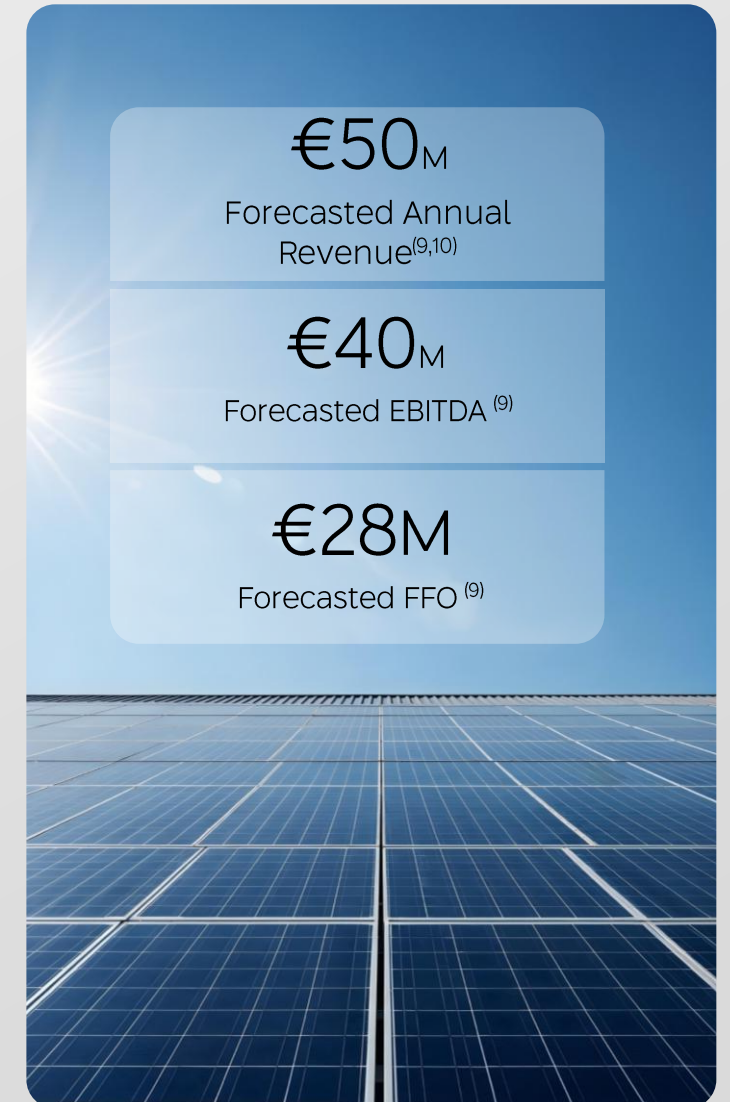 €50M
Forecasted Annual
Revenue(9,10)
€40M
Forecasted EBITDA (9)
€28M
Forecasted FFO (9)